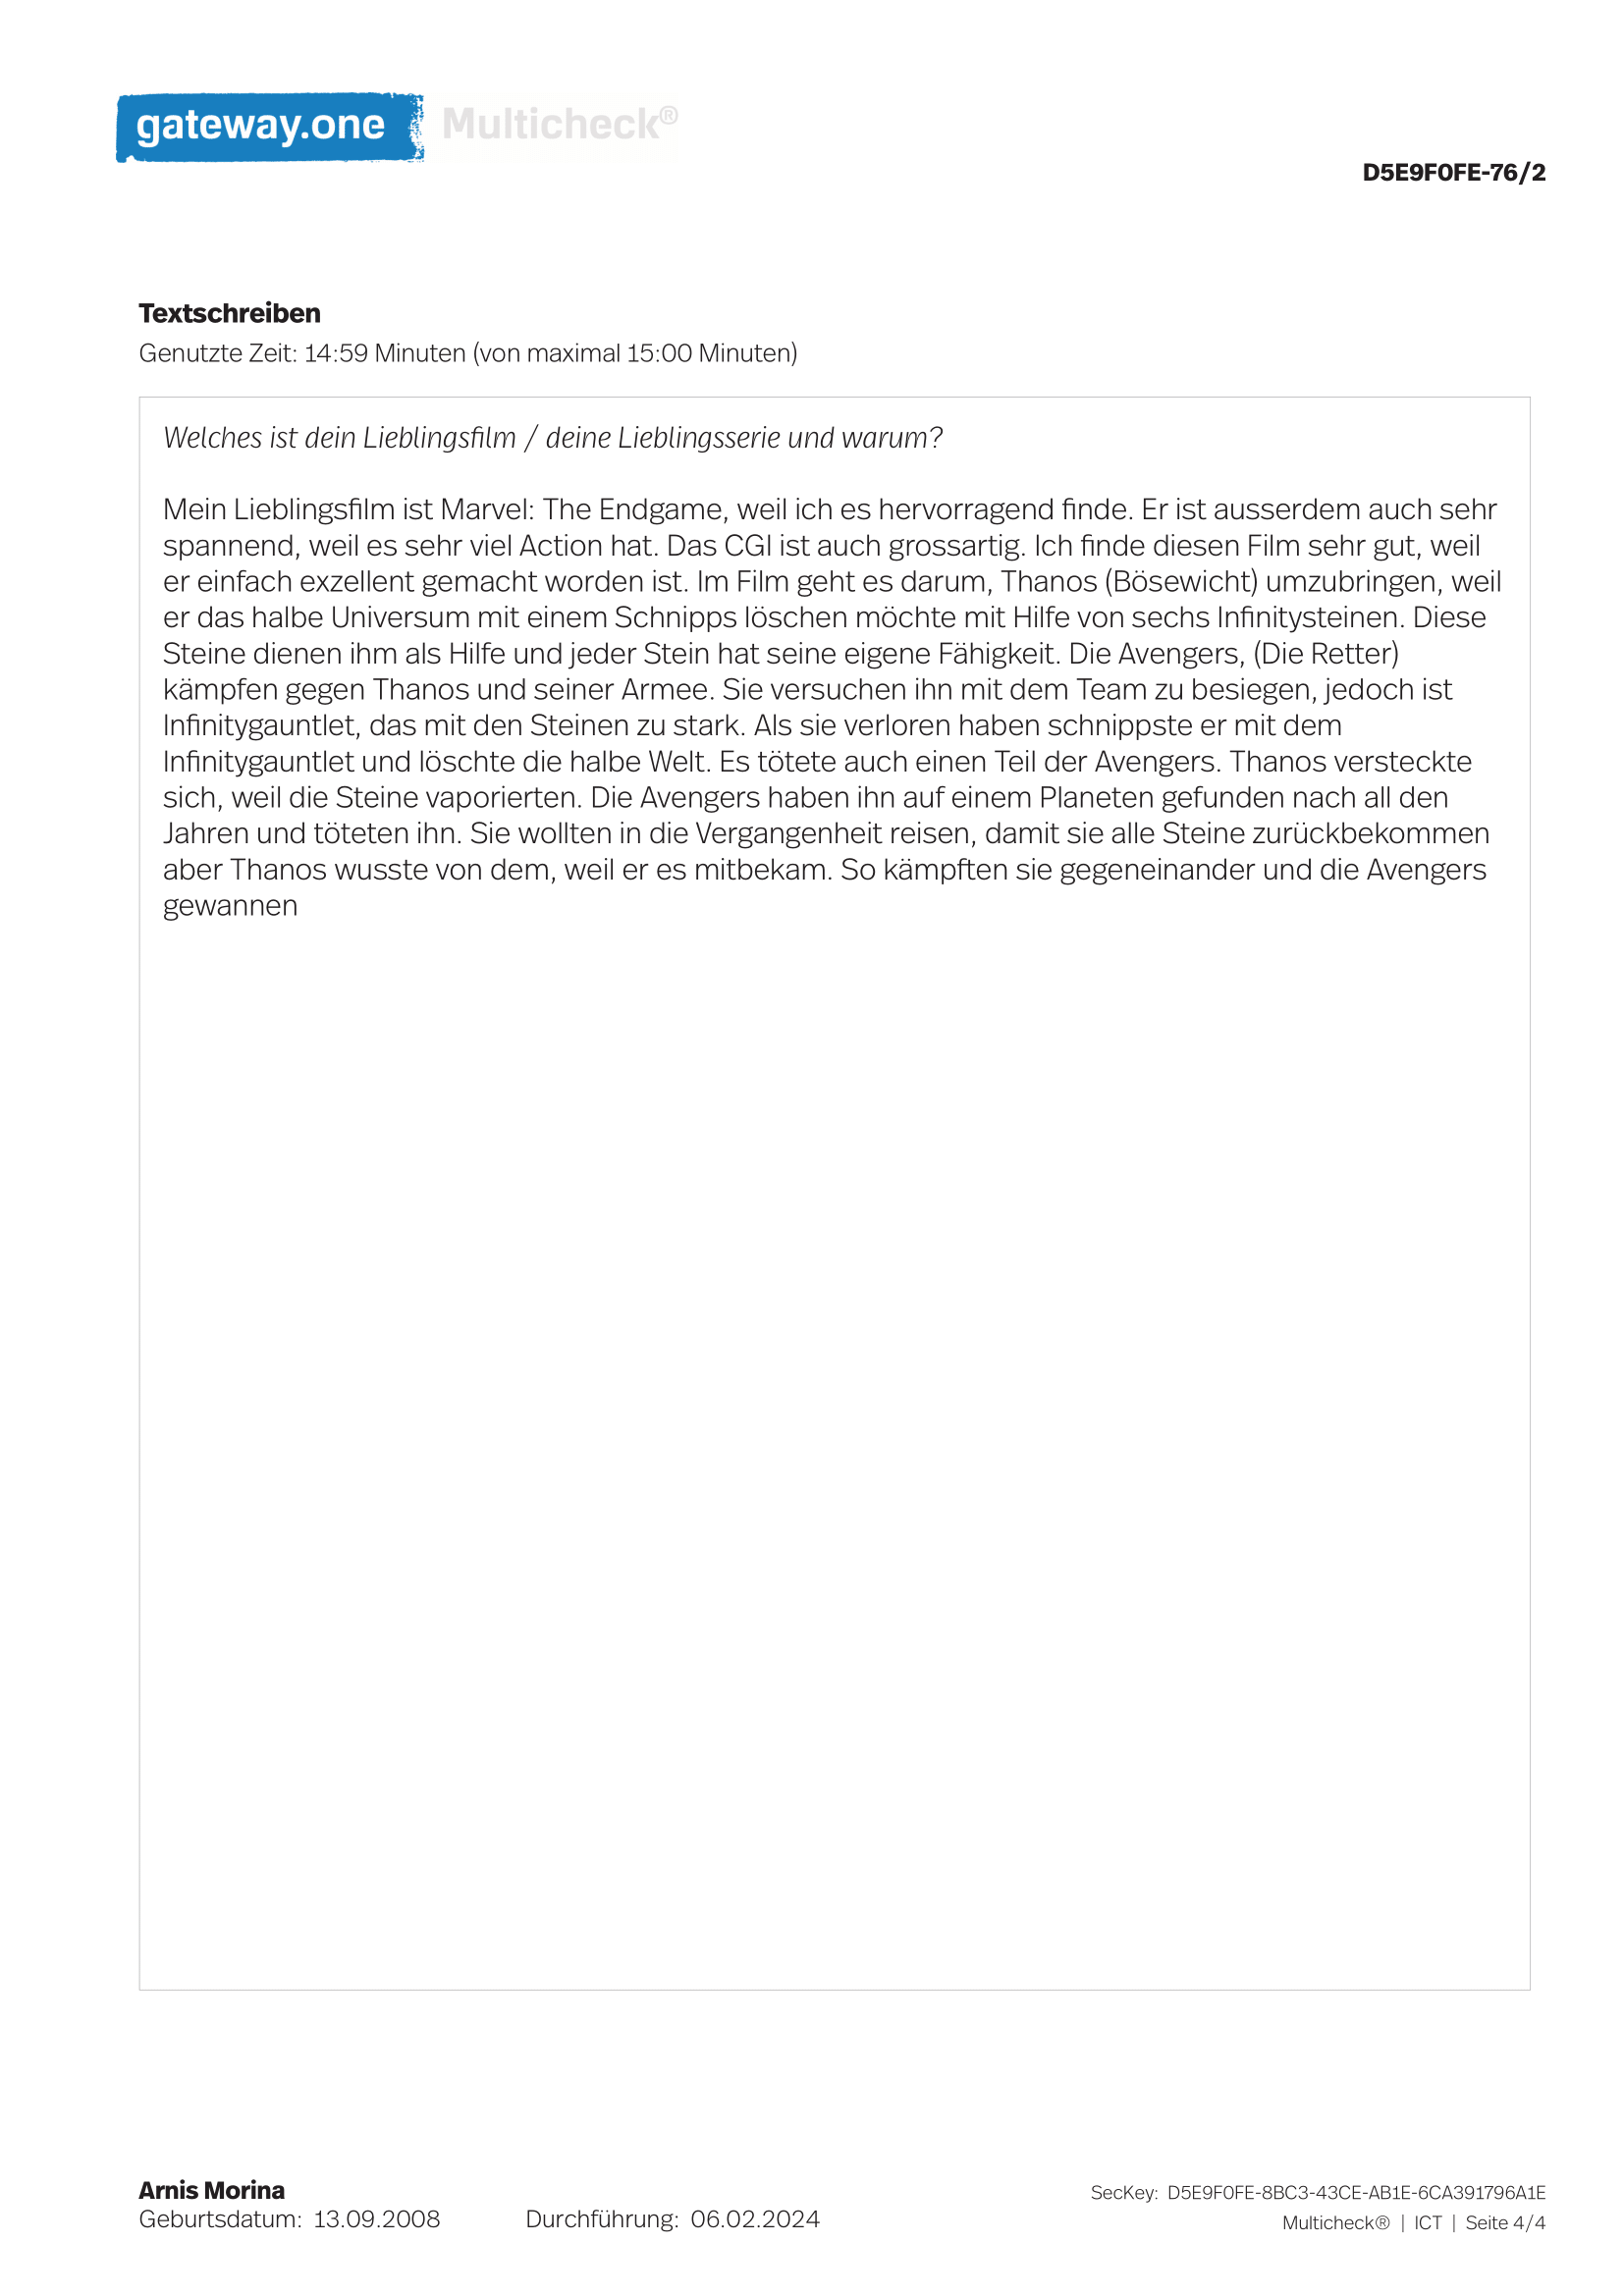 gateway.one Multicheck®
D5E9F0FE-76/2
Textschreiben
Genutzte Zeit: 14:59 Minuten (von maximal 15:00 Minuten)
Welches ist dein Lieblingsfilm / deine Lieblingsserie und warum?
Mein Lieblingsfilm ist Marvel: The Endgame, weil ich es hervorragend finde. Er ist ausserdem auch sehr
spannend, weil es sehr viel Action hat. Das CGI ist auch grossartig. Ich finde diesen Film sehr gut, weil
er einfach exzellent gemacht worden ist. Im Film geht es darum, Thanos (Bösewicht) umzubringen, weil
er das halbe Universum mit einem Schnipps löschen möchte mit Hilfe von sechs Infinitysteinen. Diese
Steine dienen ihm als Hilfe und jeder Stein hat seine eigene Fähigkeit. Die Avengers, (Die Retter)
kämpfen gegen Thanos und seiner Armee. Sie versuchen ihn mit dem Team zu besiegen, jedoch ist
Infinitygauntlet, das mit den Steinen zu stark. Als sie verloren haben schnippste er mit dem
Infinitygauntlet und löschte die halbe Welt. Es tötete auch einen Teil der Avengers. Thanos versteckte
sich, weil die Steine vaporierten. Die Avengers haben ihn auf einem Planeten gefunden nach all den
Jahren und töteten ihn. Sie wollten in die Vergangenheit reisen, damit sie alle Steine zurückbekommen
aber Thanos wusste von dem, weil er es mitbekam. So kämpften sie gegeneinander und die Avengers
gewannen
Arnis Morina
Geburtsdatum: 13.09.2008 Durchführung: 06.02.2024
SecKey: D5E9F0FE-8BC3-43CE-AB1E-6CA391796A1E
Multicheck® | ICT | Seite 4/4